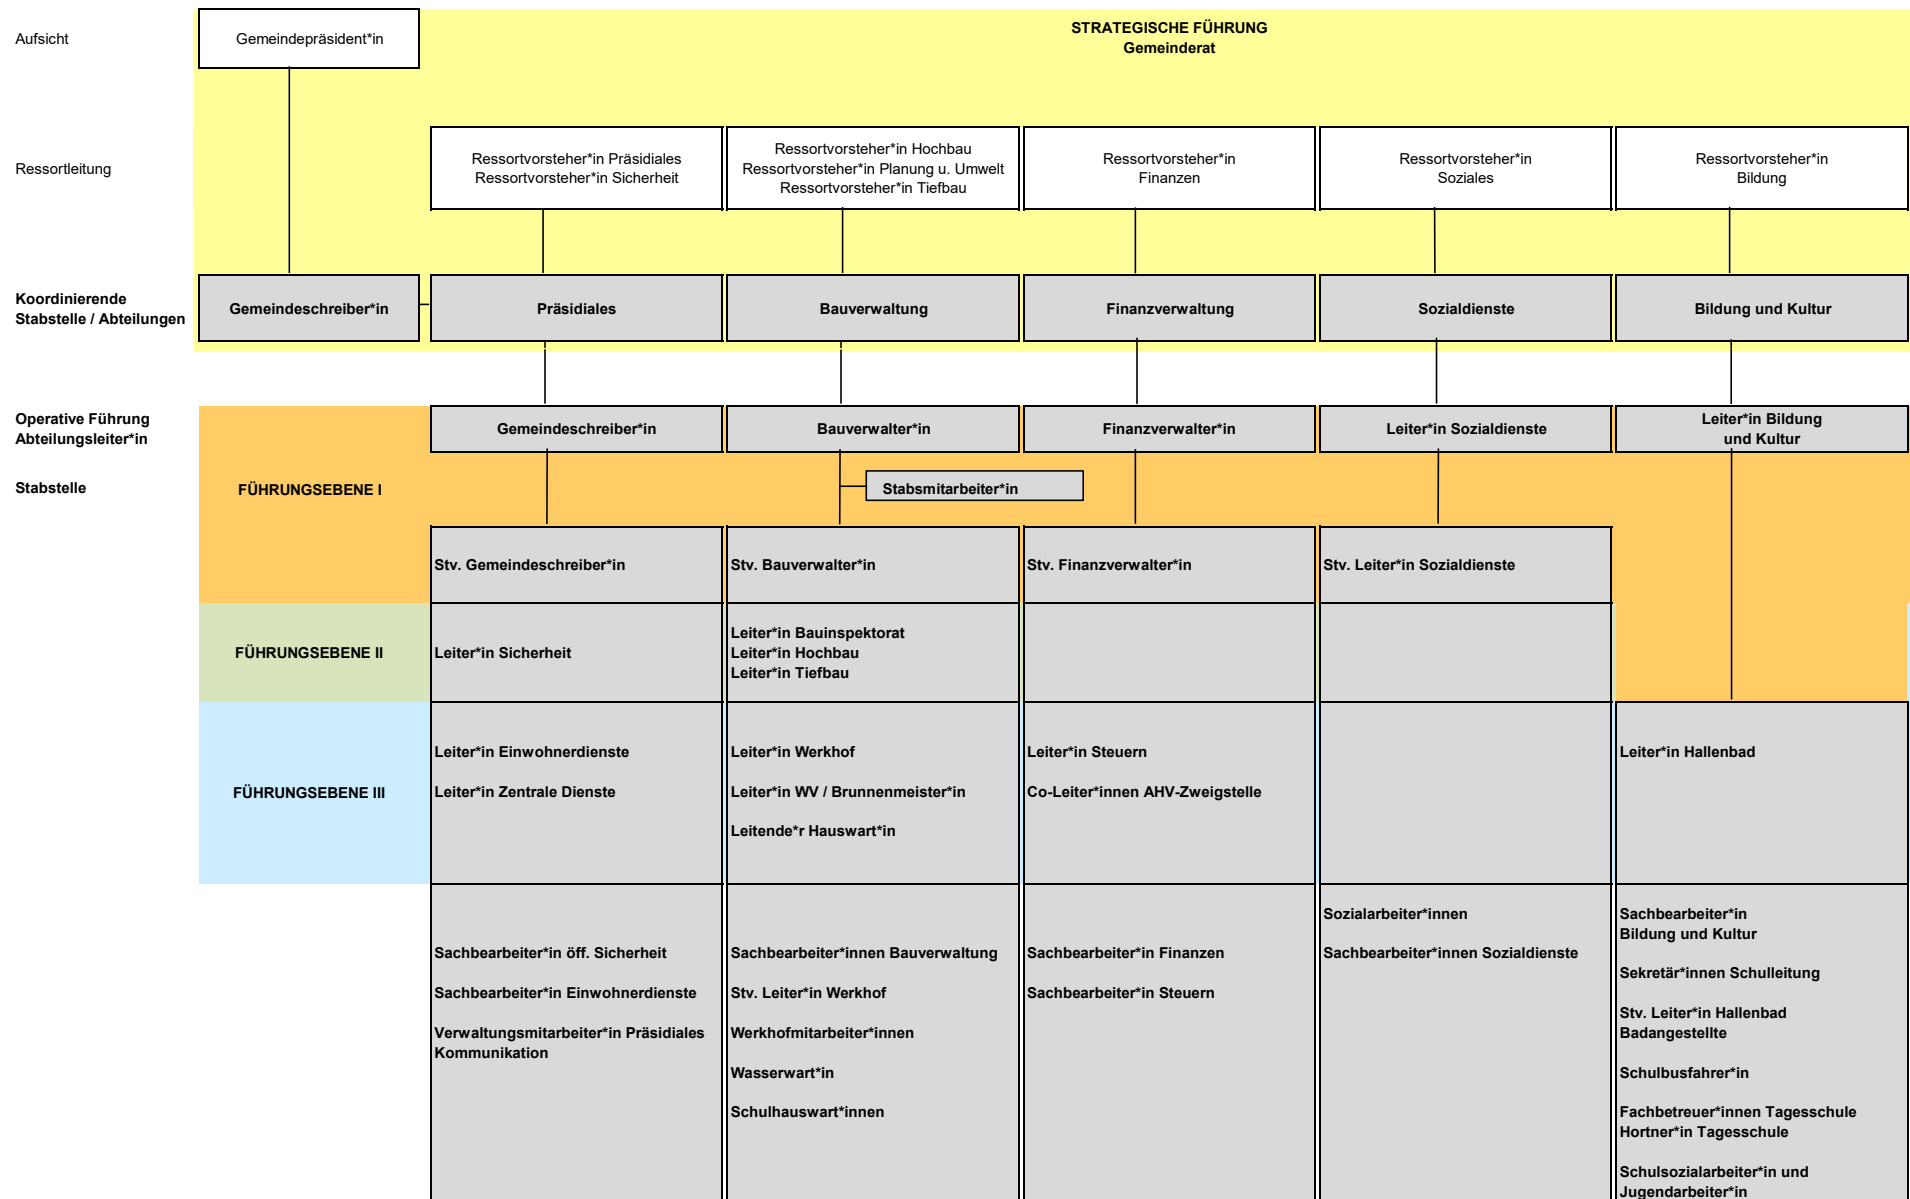 Aufsicht
Gemeindepräsident*in
STRATEGISCHE FÜHRUNG
Gemeinderat
Ressortleitung
Ressortvorsteher*in Präsidiales
Ressortvorsteher*in Sicherheit
Ressortvorsteher*in Hochbau
Ressortvorsteher*in Planung u. Umwelt
Ressortvorsteher*in Tiefbau
Ressortvorsteher*in
Finanzen
Ressortvorsteher*in
Soziales
Ressortvorsteher*in
Bildung
Koordinierende
Stabstelle / Abteilungen
Gemeindeschreiber*in
Präsidiales
Bauverwaltung
Finanzverwaltung
Sozialdienste
Bildung und Kultur
Operative Führung
Abteilungsleiter*in
Gemeindeschreiber*in
Bauverwalter*in
Finanzverwalter*in
Leiter*in Sozialdienste
Leiter*in Bildung
und Kultur
Stabstelle
FÜHRUNGSEBENE I
Stabsmitarbeiter*in
Stv. Gemeindeschreiber*in
Stv. Bauverwalter*in
Stv. Finanzverwalter*in
Stv. Leiter*in Sozialdienste
FÜHRUNGSEBENE II
Leiter*in Sicherheit
Leiter*in Bauinspektorat
Leiter*in Hochbau
Leiter*in Tiefbau
FÜHRUNGSEBENE III
Leiter*in Einwohnerdienste
Leiter*in Zentrale Dienste
Leiter*in Werkhof
Leiter*in WV / Brunnenmeister*in
Leitende*r Hauswart*in
Leiter*in Steuern
Co-Leiter*innen AHV-Zweigstelle
Leiter*in Hallenbad
Sachbearbeiter*in öff. Sicherheit
Sachbearbeiter*in Einwohnerdienste
Verwaltungsmitarbeiter*in Präsidiales
Kommunikation
Sachbearbeiter*innen Bauverwaltung
Stv. Leiter*in Werkhof
Werkhofmitarbeiter*innen
Wasserwart*in
Schulhauswart*innen
Sachbearbeiter*in Finanzen
Sachbearbeiter*in Steuern
Sozialarbeiter*innen
Sachbearbeiter*innen Sozialdienste
Sachbearbeiter*in
Bildung und Kultur
Sekretär*innen Schulleitung
Stv. Leiter*in Hallenbad
Badangestellte
Schulbusfahrer*in
Fachbetreuer*innen Tagesschule
Hortner*in Tagesschule
Schulsozialarbeiter*in und
Jugendarbeiter*in